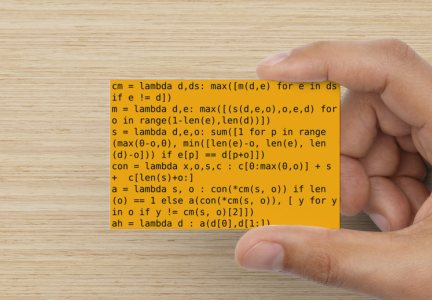 cm = lambda d,ds: max([m(d,e) for e in ds
if e != d])
m = lambda d,e: max([(s(d,e,o),o,e,d) for
o in range(1-len(e),len(d))])
s = lambda d,e,o: sum([1 for p in range
(max(0-o,0), min([len(e)-o, len(e), len
(d)-o])) if e[p] == d[p+o]])
con = lambda x,o,s,c : c[0:max(0,o)] + s
+  c[len(s)+o:]
a = lambda s, o : con(*cm(s, o)) if len
(o) == 1 else a(con(*cm(s, o)), [ y for y
in o if y != cm(s, o)[2]])
ah = lambda d : a(d[0],d[1:])